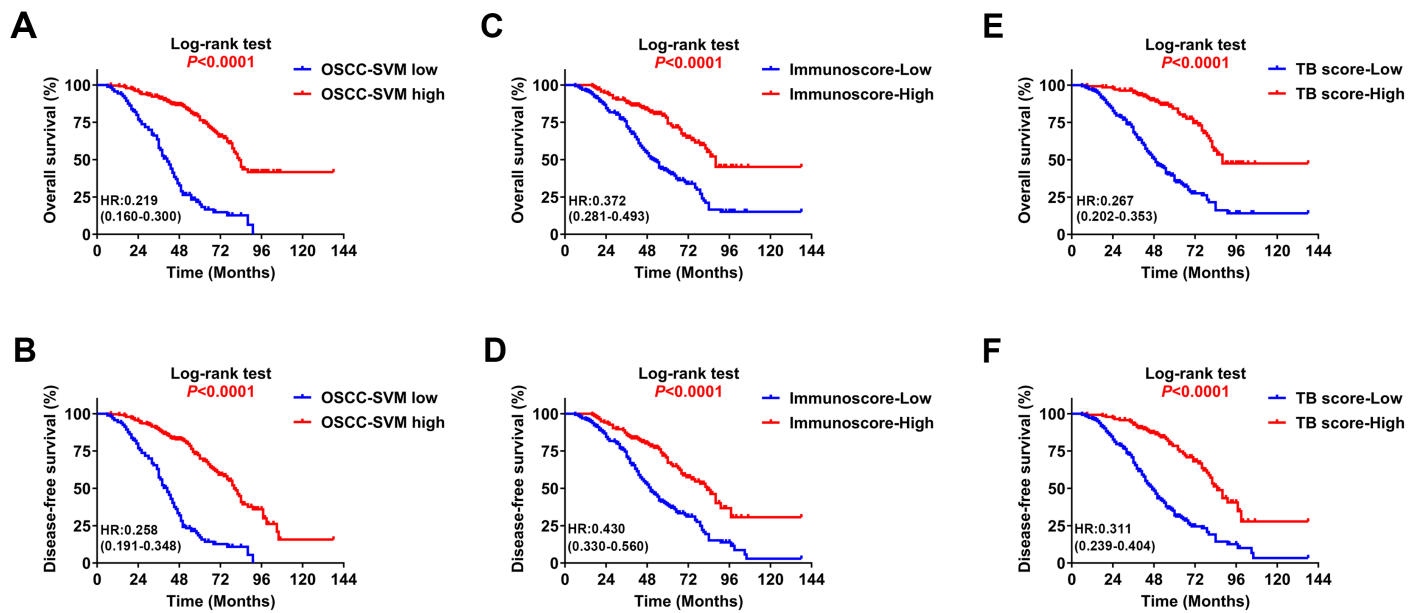 A
Log-rank test
P<0.0001
OSCC-SVM low
OSCC-SVM high
Overall survival (%)
100
75
50
25
0
HR:0.219
(0.160-0.300)
0 24 48 72 96 120 144
Time (Months)
C
Log-rank test
P<0.0001
Immunoscore-Low
Immunoscore-High
Overall survival (%)
100
75
50
25
0
HR:0.372
(0.281-0.493)
0 24 48 72 96 120 144
Time (Months)
E
Log-rank test
P<0.0001
TB score-Low
TB score-High
Overall survival (%)
100
75
50
25
0
HR:0.267
(0.202-0.353)
0 24 48 72 96 120 144
Time (Months)
B
Log-rank test
P<0.0001
OSCC-SVM low
OSCC-SVM high
Disease-free survival (%)
100
75
50
25
0
HR:0.258
(0.191-0.348)
0 24 48 72 96 120 144
Time (Months)
D
Log-rank test
P<0.0001
Immunoscore-Low
Immunoscore-High
Disease-free survival (%)
100
75
50
25
0
HR:0.430
(0.330-0.560)
0 24 48 72 96 120 144
Time (Months)
F
Log-rank test
P<0.0001
TB score-Low
TB score-High
Disease-free survival (%)
100
75
50
25
0
HR:0.311
(0.239-0.404)
0 24 48 72 96 120 144
Time (Months)